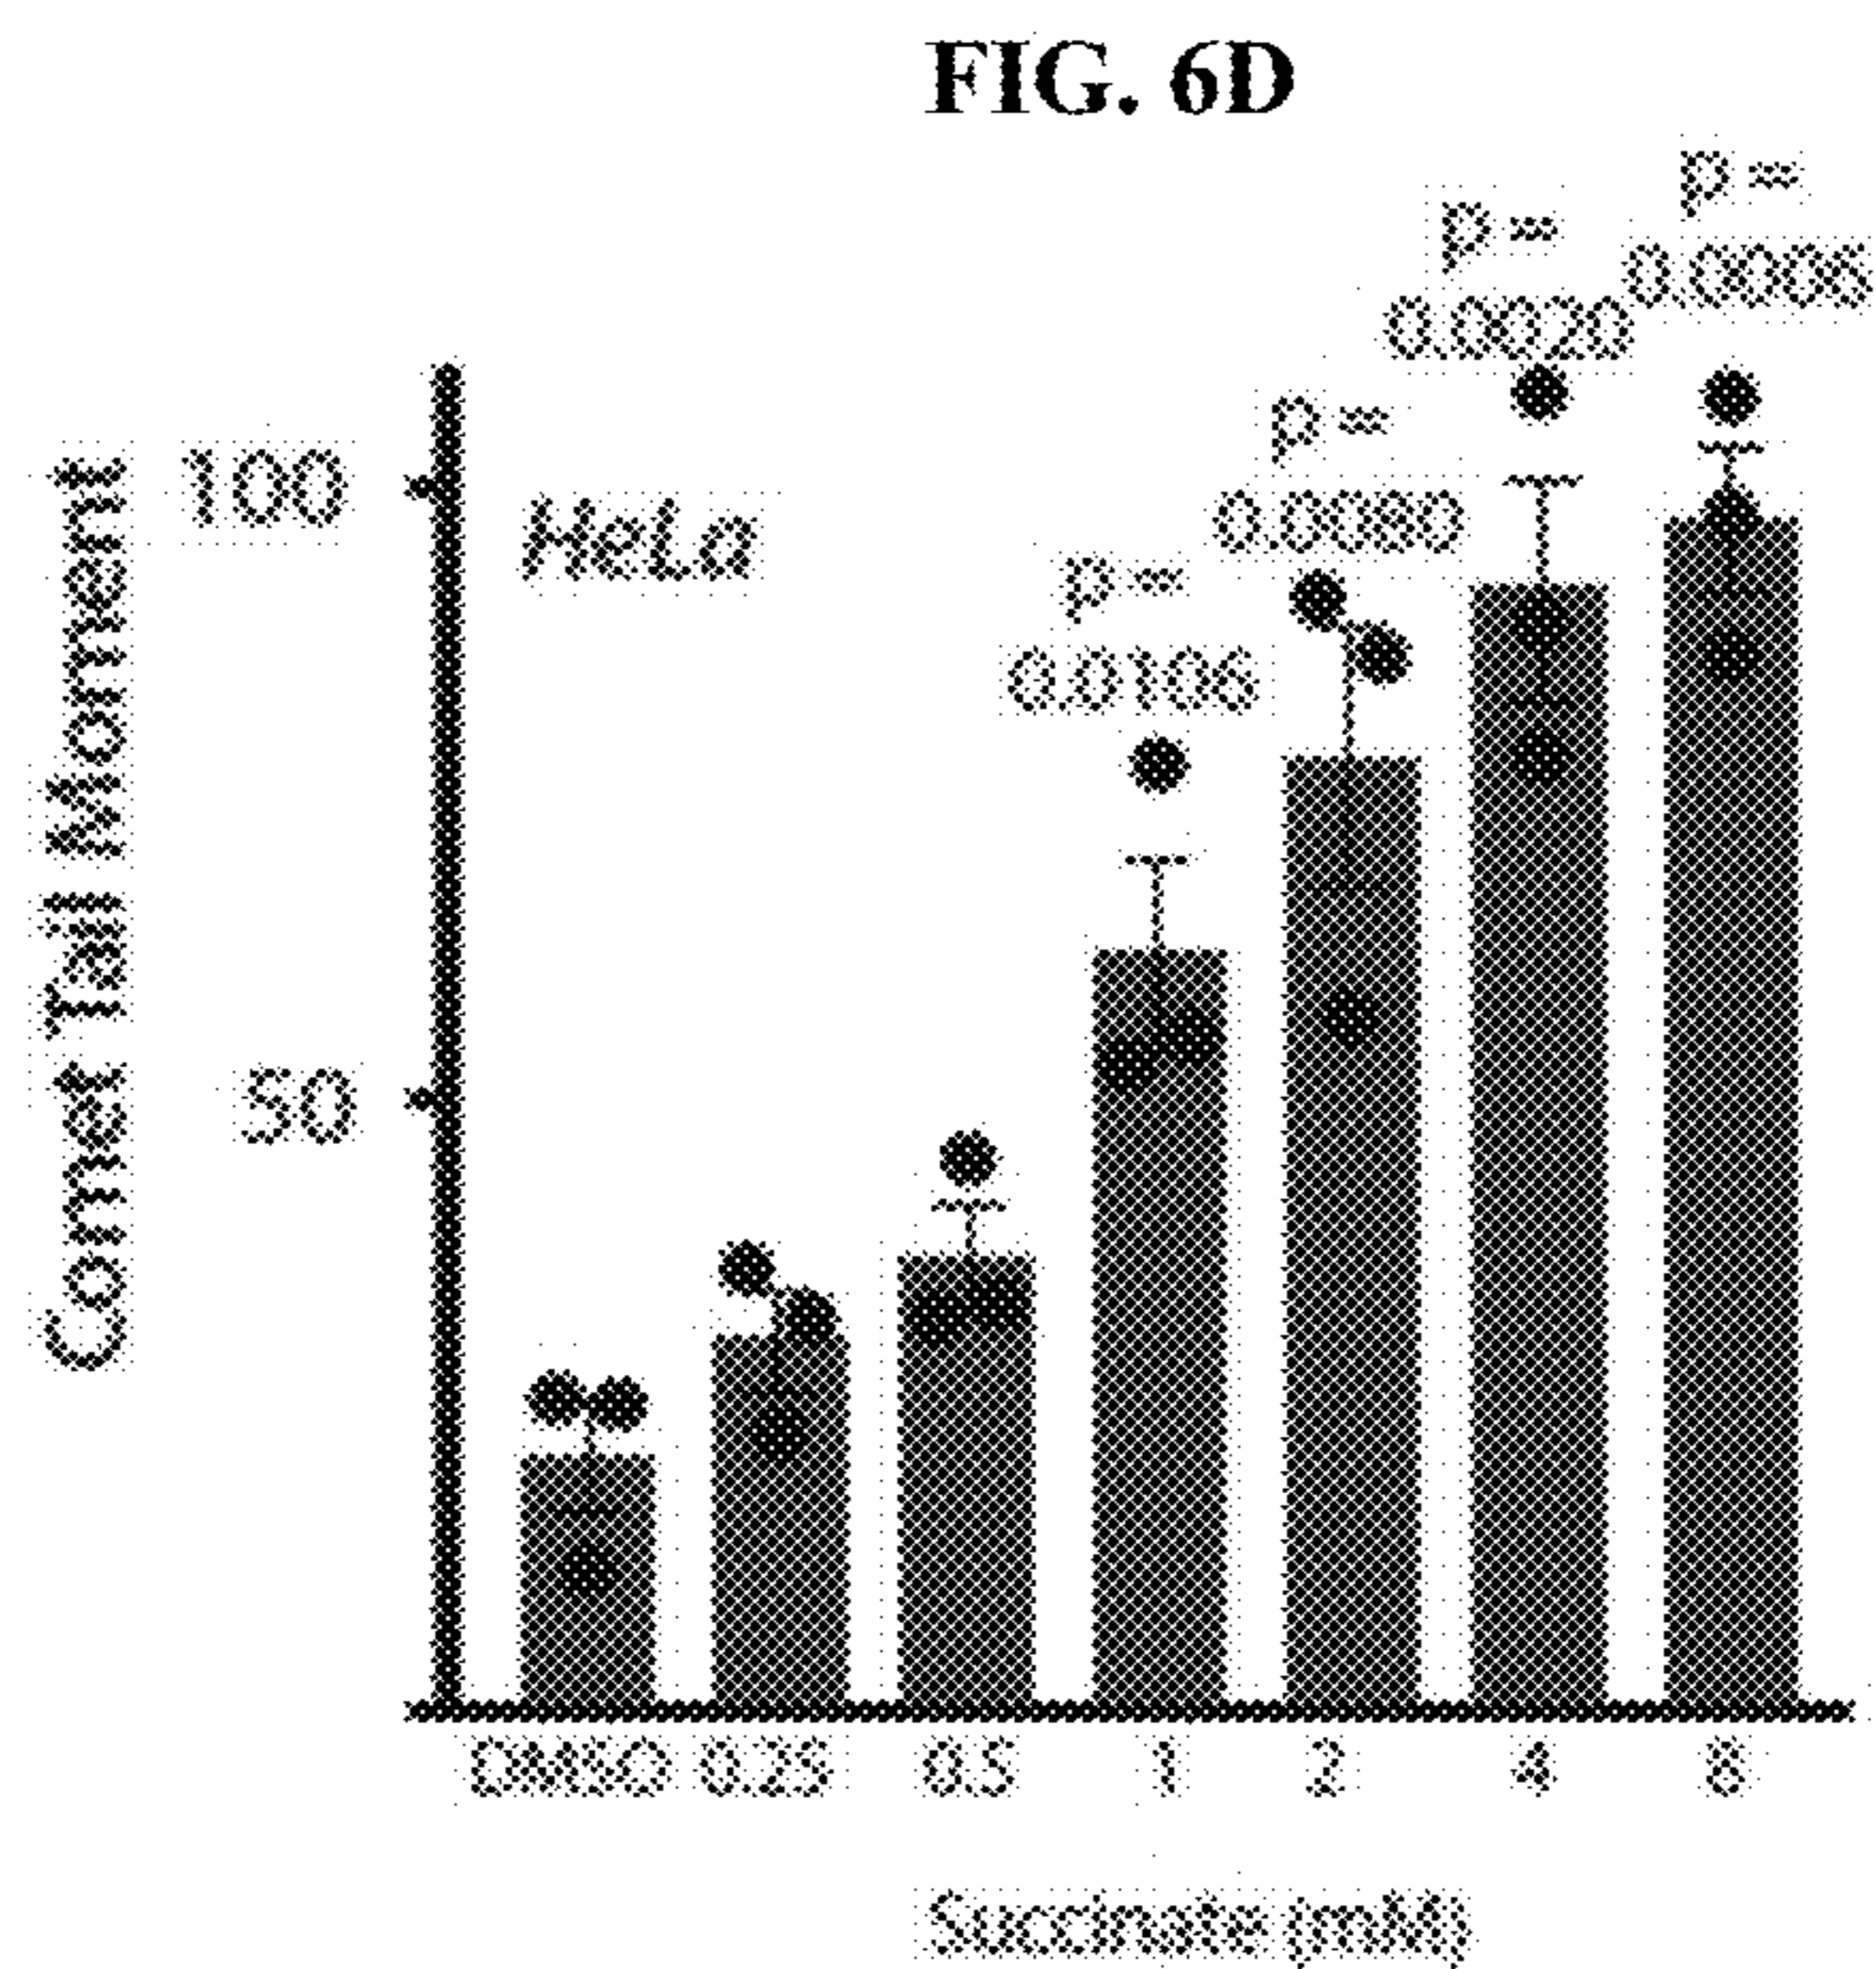 FIG. 6D
p =
0.0106
p =
0.0080
p =
0.0020
p =
Comet Tail Moment
100
50
HeLa
DMSO 0.25 0.5 1 2 4 8
Succinate (mM)